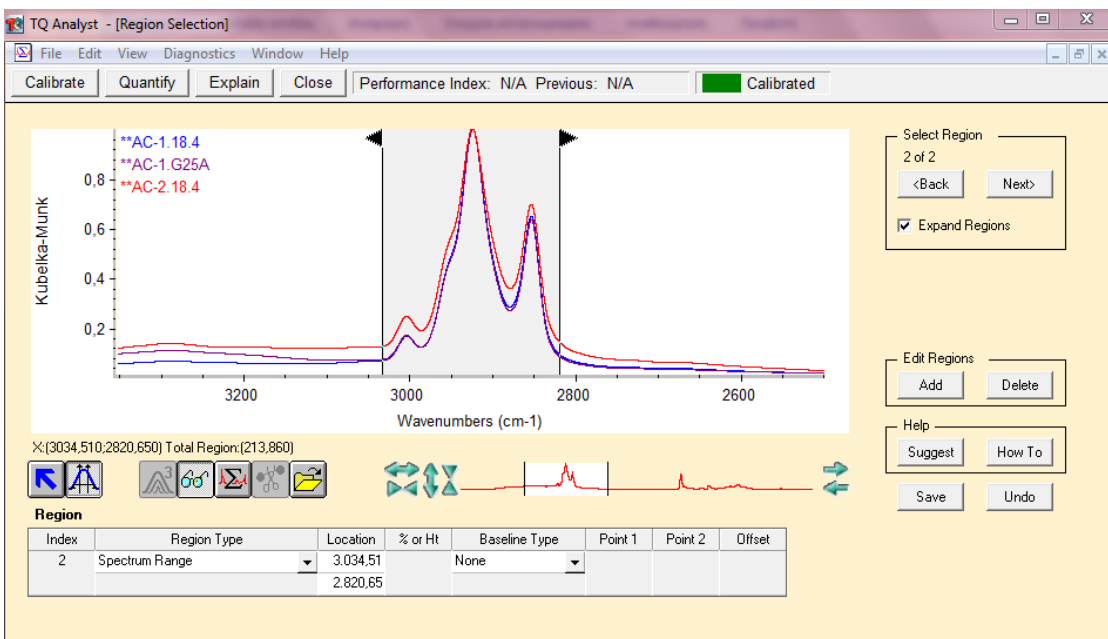 TQ Analyst - [Region Selection]
File Edit View Diagnostics Window Help
Calibrate Quantify Explain Close Performance Index: N/A Previous: N/A Calibrated
**AC-1.18.4
**AC-1.G25A
**AC-2.18.4
Kubelka-Munk
0,8
0,6
0,4
0,2
3200 3000 2800 2600
Wavenumbers (cm-1)
Select Region
2 of 2
<Back Next>
Expand Regions
Edit Regions
Add Delete
Help
Suggest How To
Save Undo
X:(3034,510;2820,650) Total Region:(213,860)
Region
Index Region Type Location % or Ht Baseline Type Point 1 Point 2 Offset
2 Spectrum Range 3.034,51 None
2.820,65